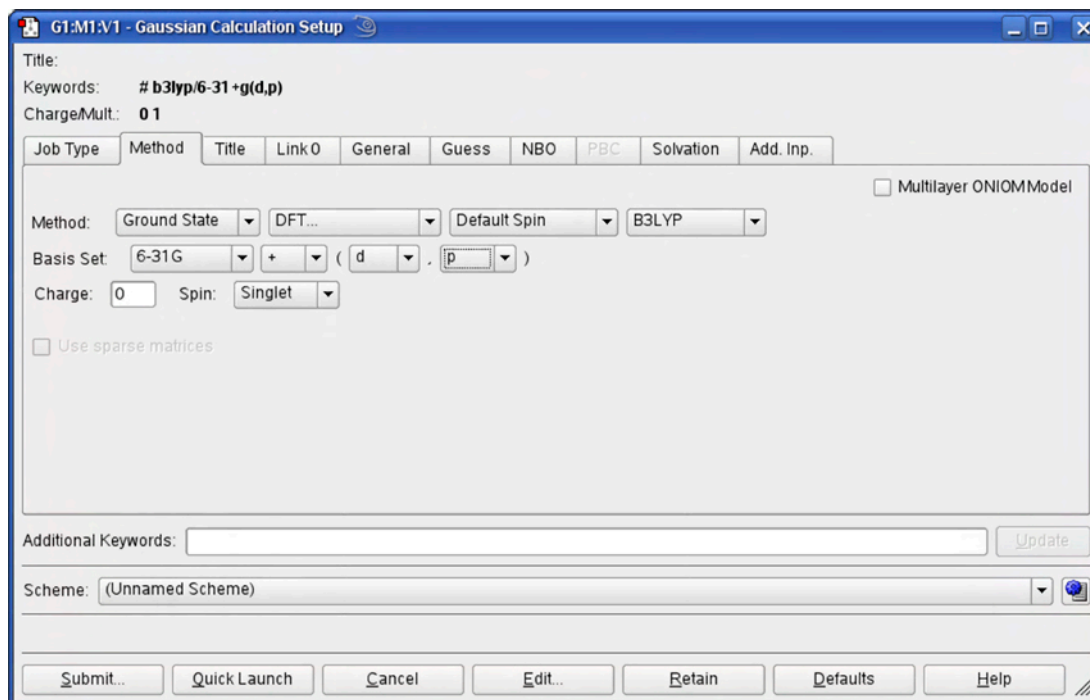 G1:M1:V1 - Gaussian Calculation Setup
Title:
Keywords: # b3lyp/6-31+g(d,p)
Charge/Mult.: 0 1
Job Type Method Title Link 0 General Guess NBO PBC Solvation Add. Inp.
Multilayer ONIOM Model
Method: Ground State DFT... Default Spin B3LYP
Basis Set: 6-31G + ( d , p )
Charge: 0 Spin: Singlet
Use sparse matrices
Additional Keywords: Update
Scheme: (Unnamed Scheme)
Submit... Quick Launch Cancel Edit... Retain Defaults Help